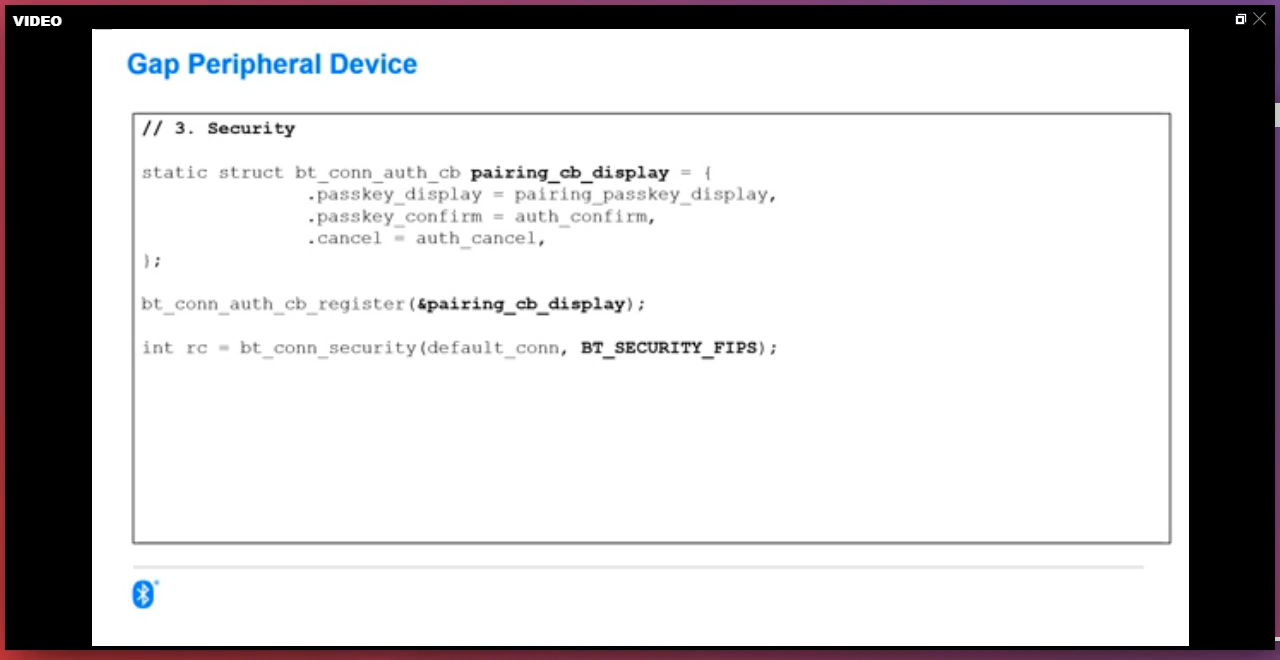 VIDEO
Gap Peripheral Device
// 3. Security
static struct bt_conn_auth_cb pairing_cb_display = {
.passkey_display = pairing_passkey_display,
.passkey_confirm = auth_confirm,
.cancel = auth_cancel,
};
bt_conn_auth_cb_register(&pairing_cb_display);
int rc = bt_conn_security(default_conn, BT_SECURITY_FIPS);